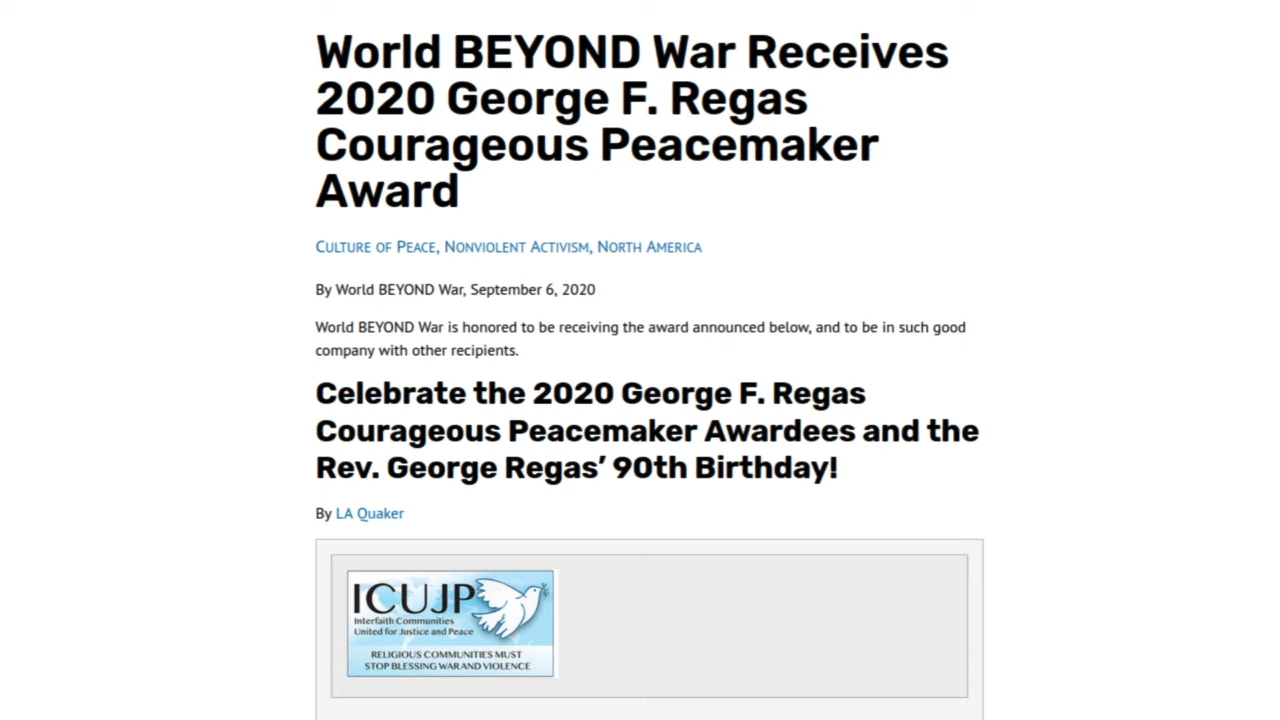 World BEYOND War Receives
2020 George F. Regas
Courageous Peacemaker
Award
Culture of Peace, Nonviolent Activism, North America
By World BEYOND War, September 6, 2020
World BEYOND War is honored to be receiving the award announced below, and to be in such good
company with other recipients.
Celebrate the 2020 George F. Regas
Courageous Peacemaker Awardees and the
Rev. George Regas’ 90th Birthday!
By LA Quaker
ICUJP
Interfaith Communities
United for Justice and Peace
RELIGIOUS COMMUNITIES MUST
STOP BLESSING WAR AND VIOLENCE